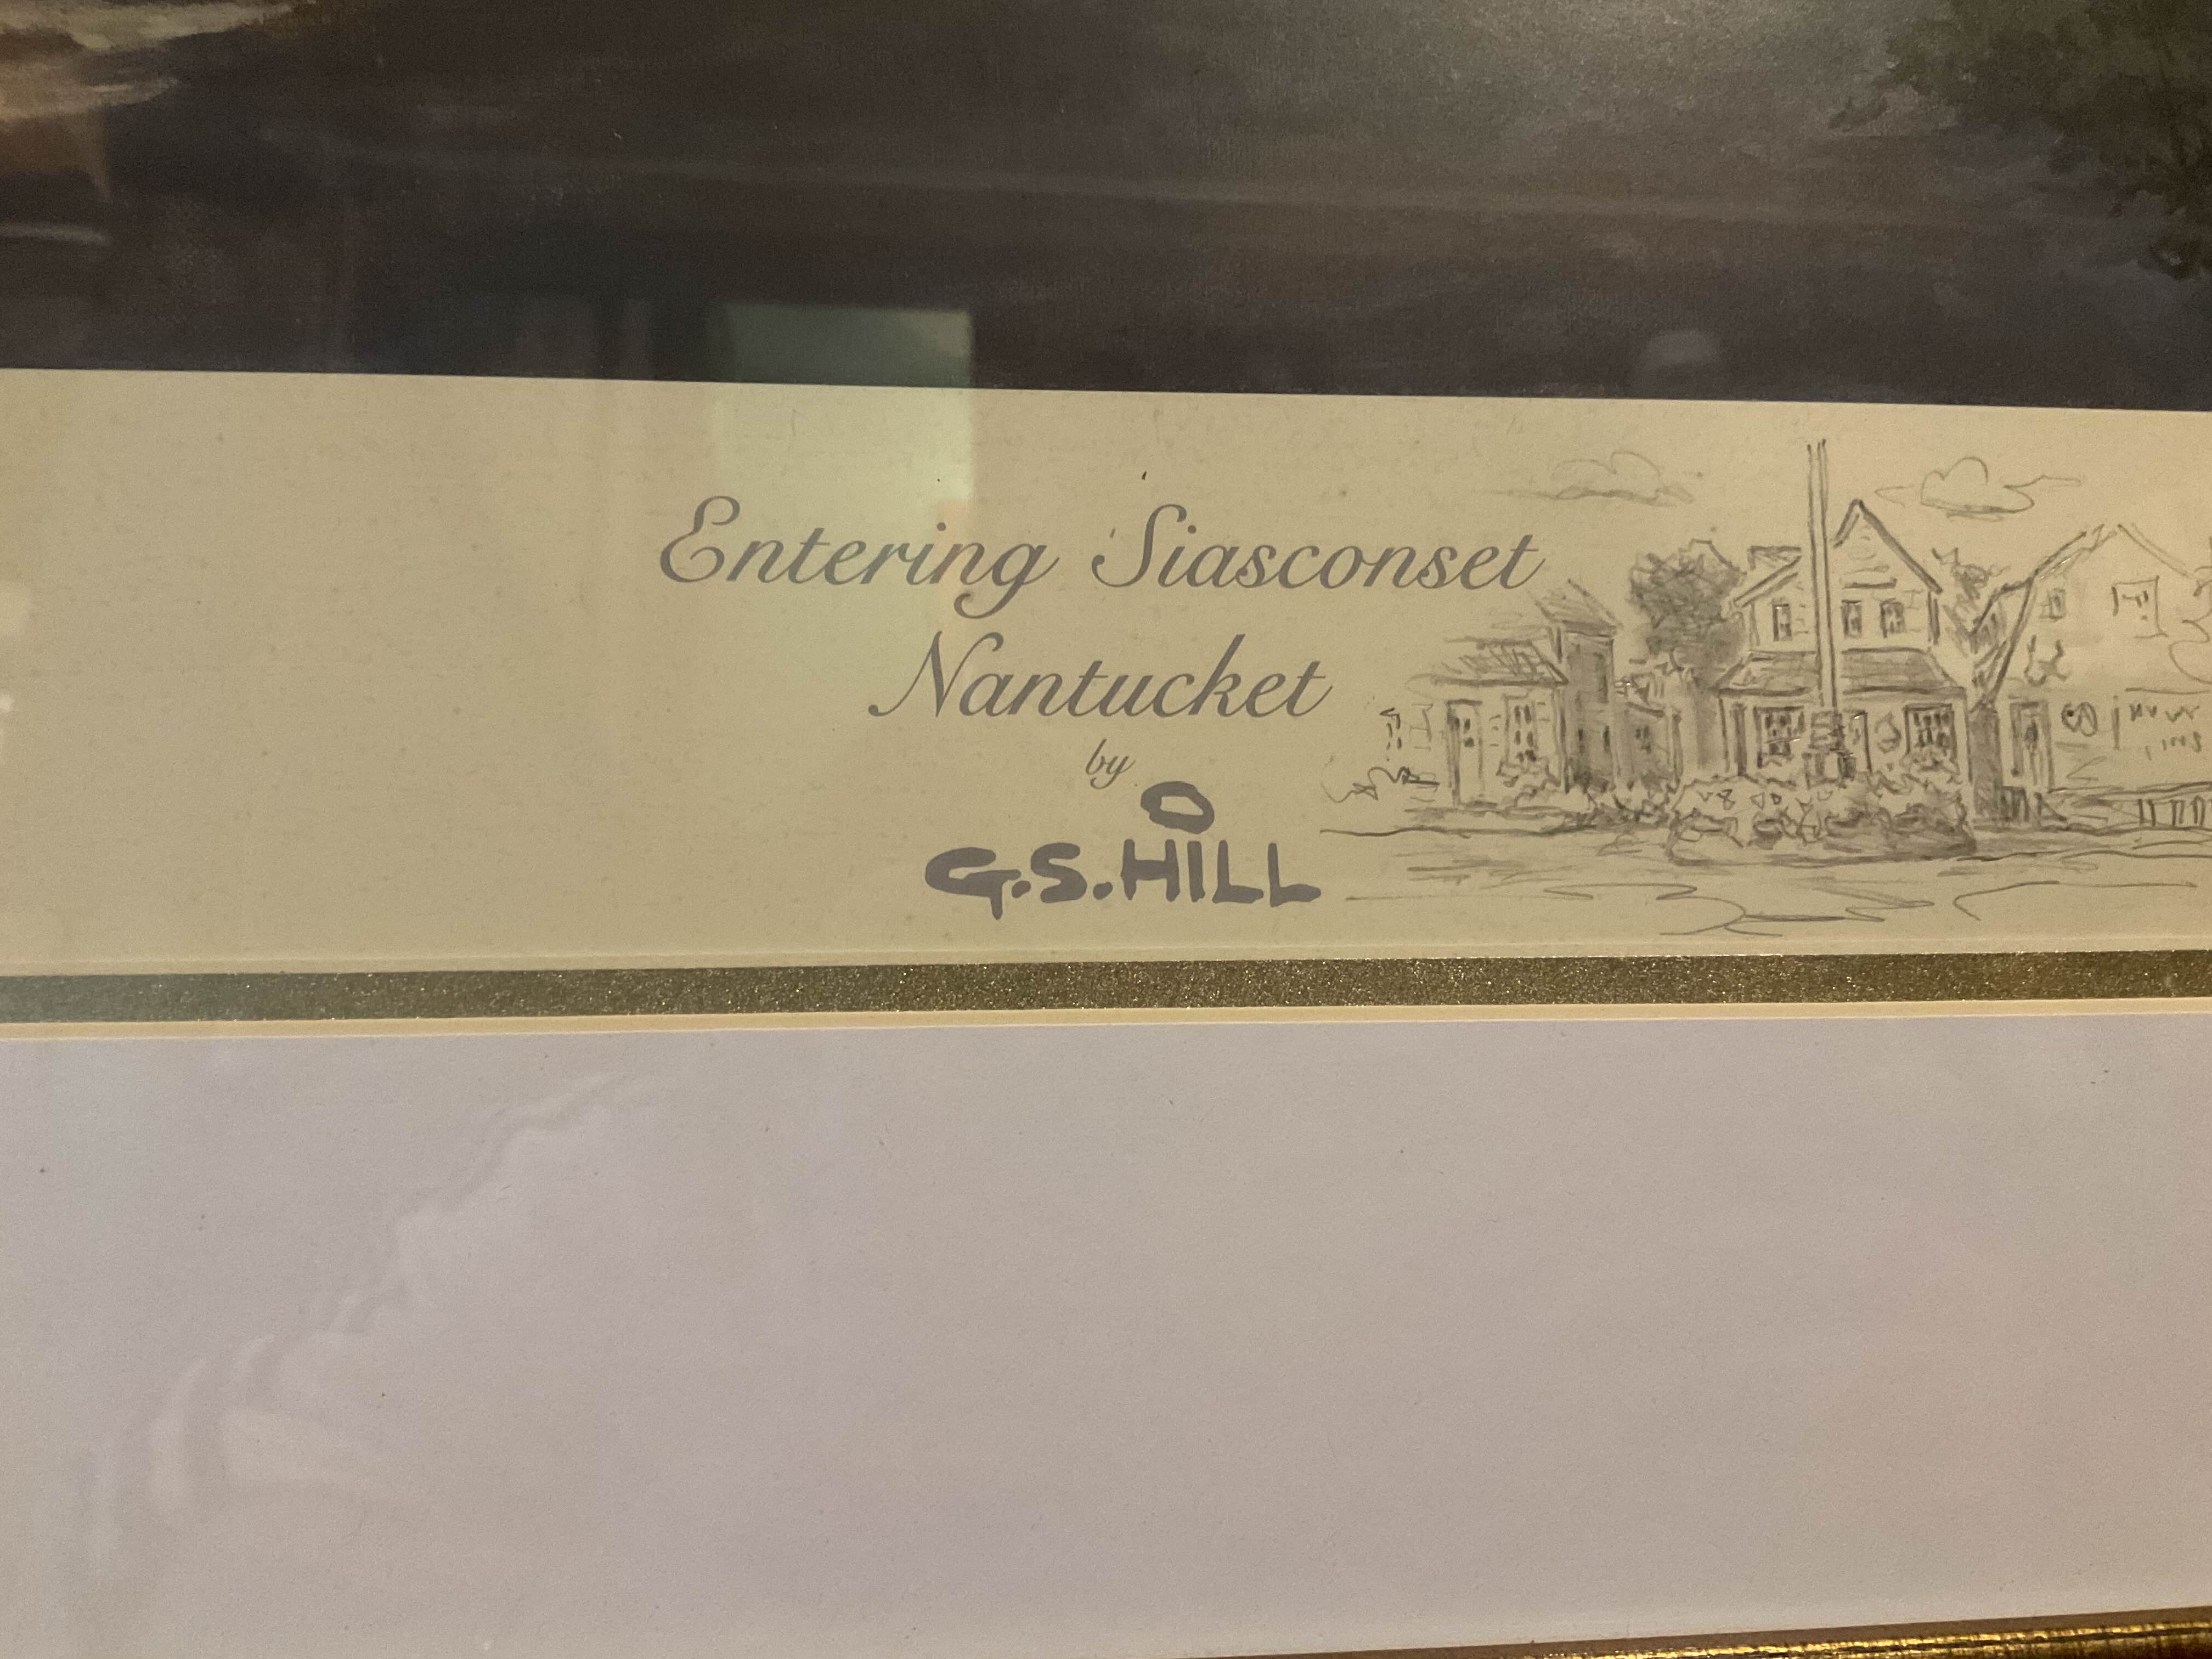 Entering Siasconset
Nantucket
by
G.S.HILL